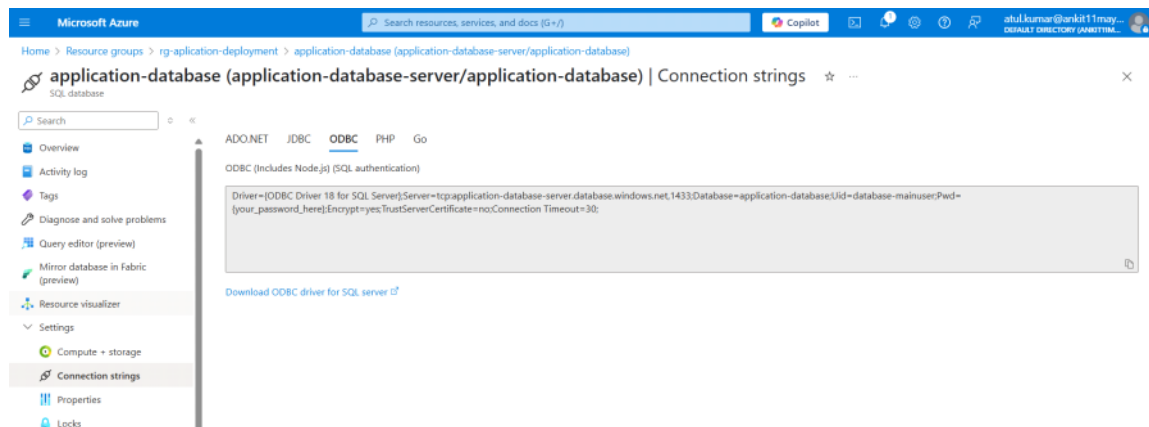 Microsoft Azure
Search resources, services, and docs (G+/)
Copilot
atul.kumar@ankit11may...
DEFAULT DIRECTORY (ANKITTIM...
Home > Resource groups > rg-aplication-deployment > application-database (application-database-server/application-database)
application-database (application-database-server/application-database) | Connection strings
SQL database
Search
Overview
Activity log
Tags
Diagnose and solve problems
Query editor (preview)
Mirror database in Fabric
(preview)
Resource visualizer
Settings
Compute + storage
Connection strings
Properties
Locks
ADO.NET JDBC ODBC PHP Go
ODBC (Includes Node.js) (SQL authentication)
Driver={ODBC Driver 18 for SQL Server};Server=tcp:application-database-server.database.windows.net,1433;Database=application-database;Uid=database-mainuser;Pwd=
{your_password_here};Encrypt=yes;TrustServerCertificate=no;Connection Timeout=30;
Download ODBC driver for SQL server